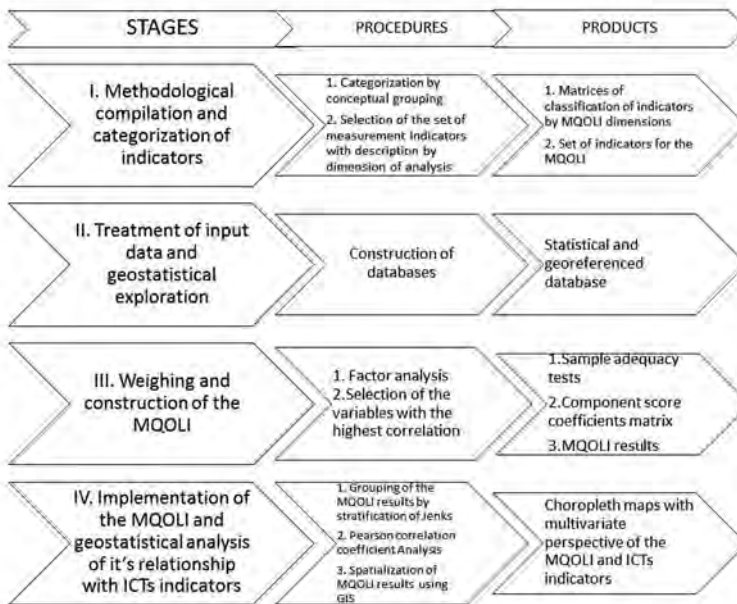 STAGES
PROCEDURES
PRODUCTS
I. Methodological
compilation and
categorization of
indicators
1. Categorization by
conceptual grouping
2. Selection of the set of
measurement indicators
with description by
dimension of analysis
1. Matrices of
classification of indicators
by MQOLI dimensions
2. Set of indicators for the
MQOLI
II. Treatment of input
data and
geostatistical
exploration
Construction of
databases
Statistical and
georeferenced
database
III. Weighing and
construction of the
MQOLI
1. Factor analysis
2.Selection of the
variables with the
highest correlation
1.Sample adequacy
tests
2.Component score
coefficients matrix
3.MQOLI results
IV. Implementation of
the MQOLI and
geostatistical analysis
of it's relationship
with ICTs indicators
1. Grouping of the
MQOLI results by
stratification of Jenks
2. Pearson correlation
coefficient Analysis
3. Spatialization of
MQOLI results using
GIS
Choropleth maps with
multivariate
perspective of the
MQOLI and ICTs
indicators